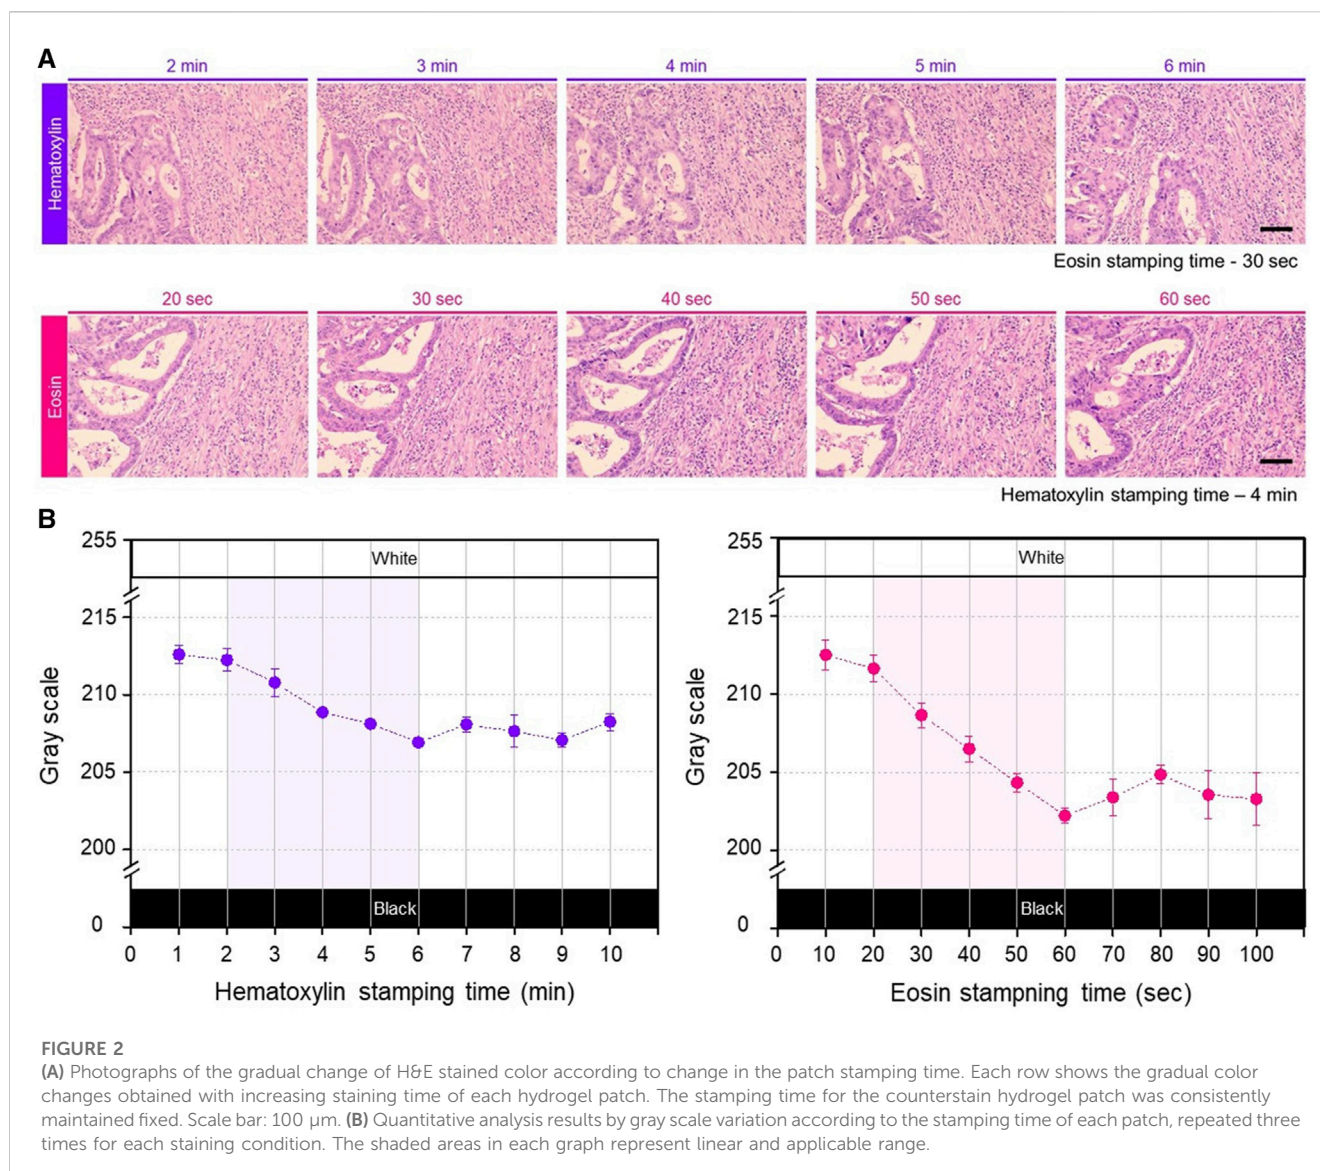 A
2 min 3 min 4 min 5 min 6 min
Hematoxylin
Eosin stamping time - 30 sec
20 sec 30 sec 40 sec 50 sec 60 sec
Eosin
Hematoxylin stamping time – 4 min
B
255
White
215
210
205
200
Black
0
Gray scale
0 1 2 3 4 5 6 7 8 9 10
Hematoxylin stamping time (min)
255
White
215
210
205
200
Black
0
Gray scale
0 10 20 30 40 50 60 70 80 90 100
Eosin stampning time (sec)
FIGURE 2
(A) Photographs of the gradual change of H&E stained color according to change in the patch stamping time. Each row shows the gradual color
changes obtained with increasing staining time of each hydrogel patch. The stamping time for the counterstain hydrogel patch was consistently
maintained fixed. Scale bar: 100 μm. (B) Quantitative analysis results by gray scale variation according to the stamping time of each patch, repeated three
times for each staining condition. The shaded areas in each graph represent linear and applicable range.